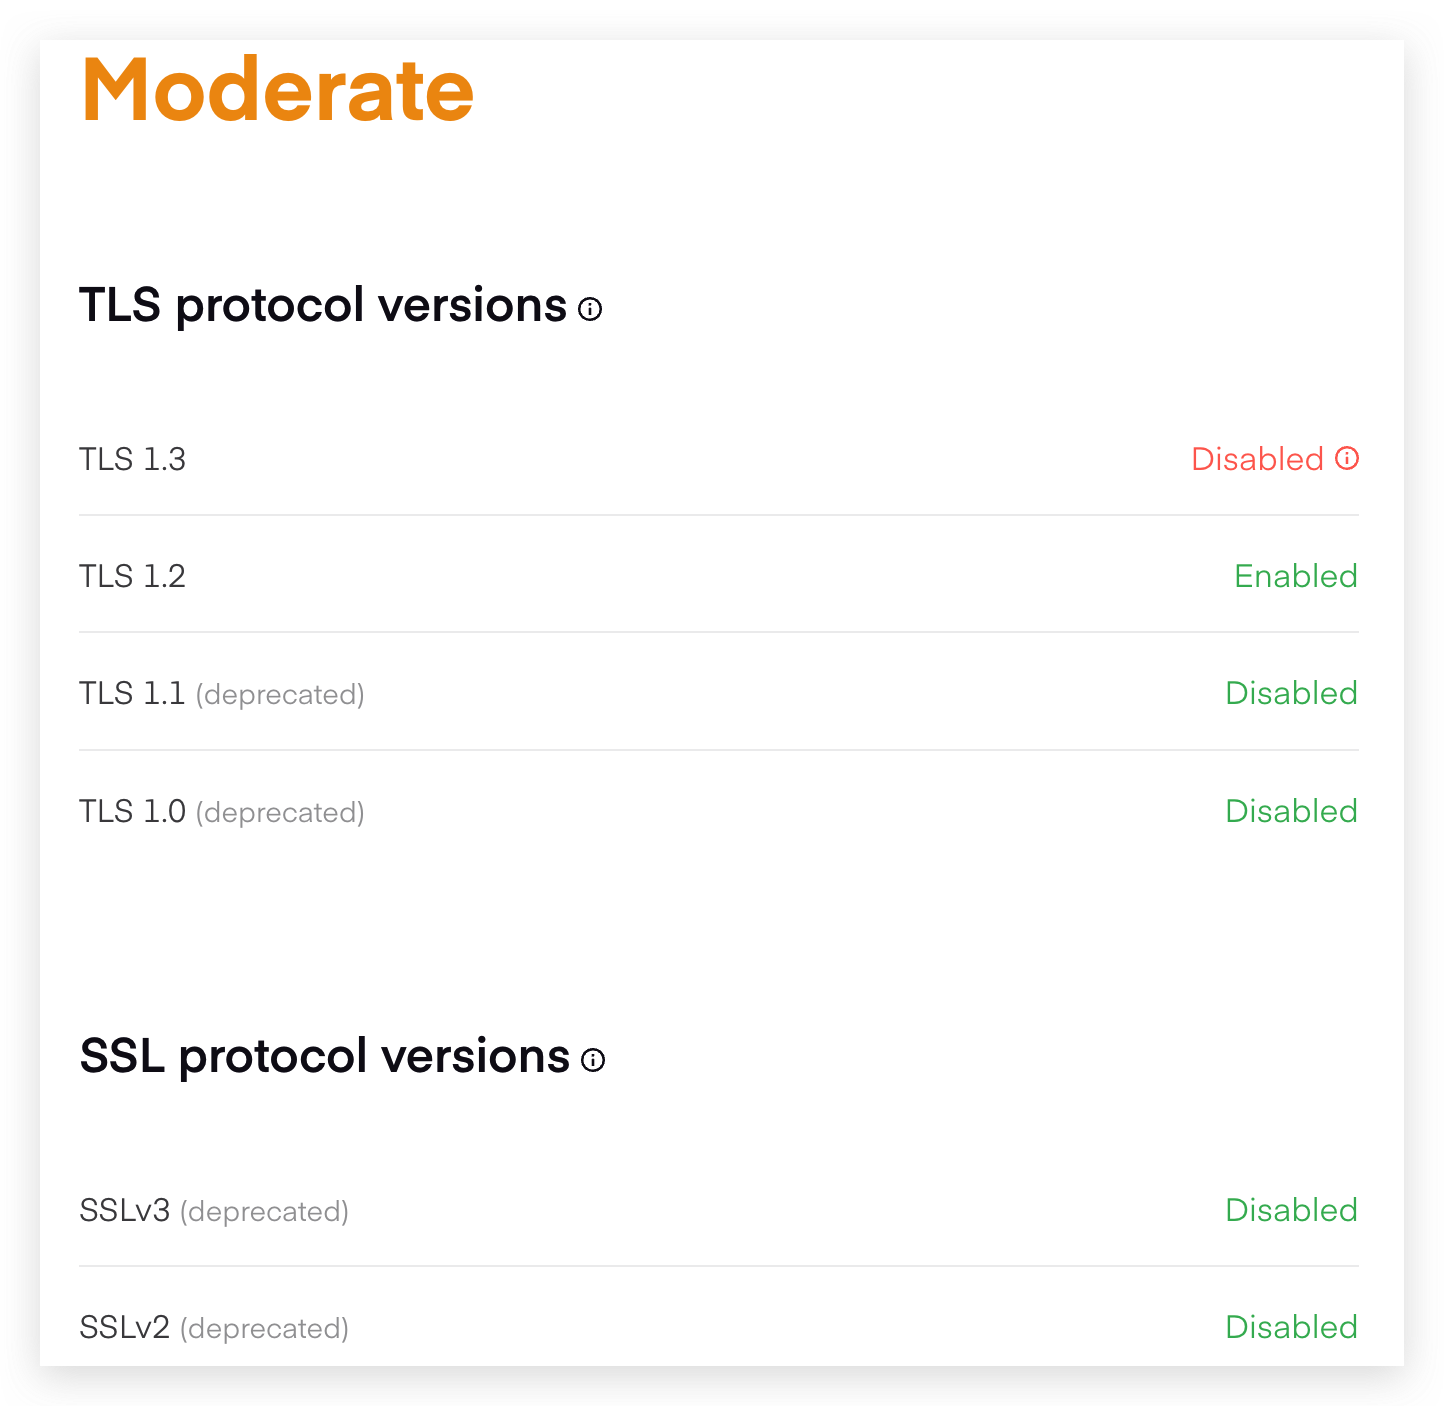 Moderate
TLS protocol versions
TLS 1.3 Disabled
TLS 1.2 Enabled
TLS 1.1 (deprecated) Disabled
TLS 1.0 (deprecated) Disabled
SSL protocol versions
SSLv3 (deprecated) Disabled
SSLv2 (deprecated) Disabled